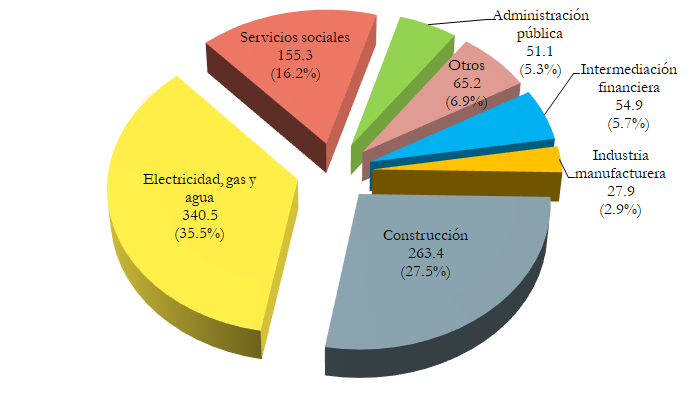 Servicios sociales
155.3
(16.2%)
Administración
pública
51.1
(5.3%)
Otros
65.2
(6.9%)
Intermediación
financiera
54.9
(5.7%)
Industria
manufacturera
27.9
(2.9%)
Electricidad, gas y
agua
340.5
(35.5%)
Construcción
263.4
(27.5%)